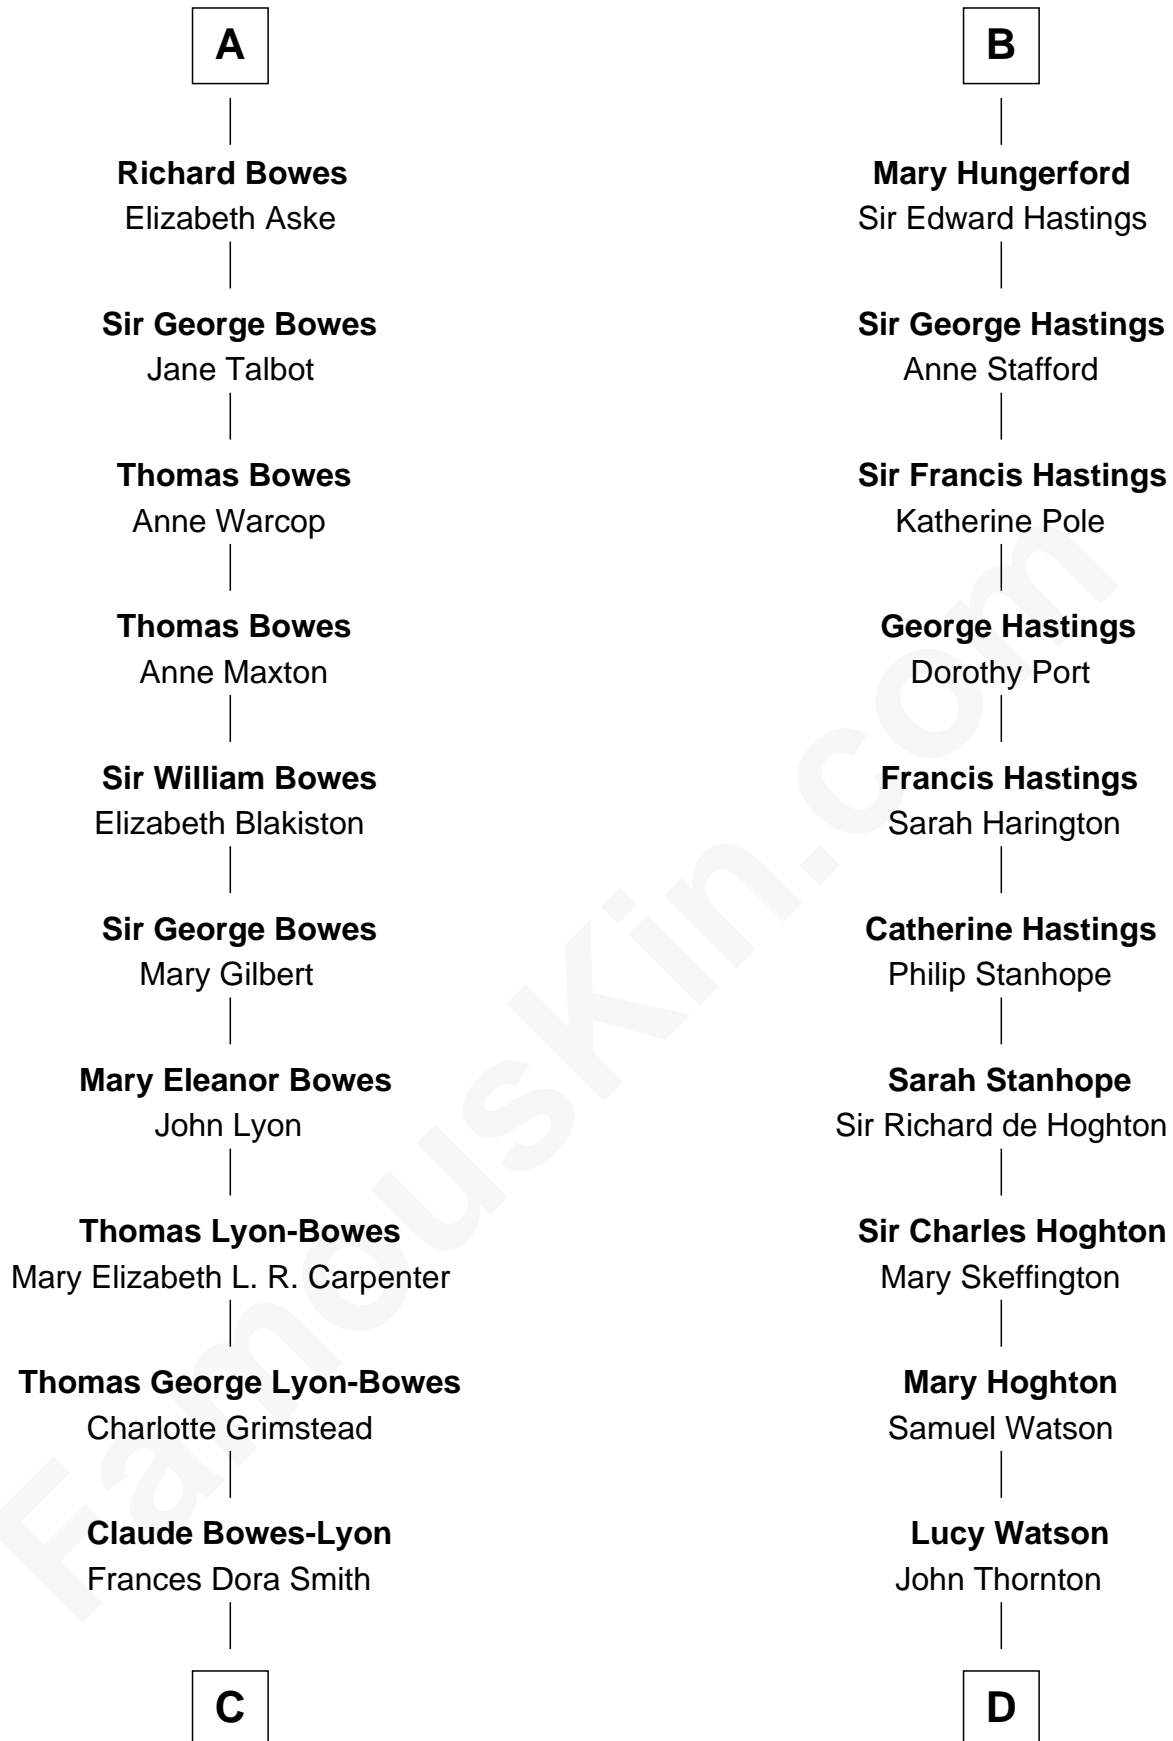 A
Richard Bowes
Elizabeth Aske
Sir George Bowes
Jane Talbot
Thomas Bowes
Anne Warcop
Thomas Bowes
Anne Maxton
Sir William Bowes
Elizabeth Blakiston
Sir George Bowes
Mary Gilbert
Mary Eleanor Bowes
John Lyon
Thomas Lyon-Bowes
Mary Elizabeth L. R. Carpenter
Thomas George Lyon-Bowes
Charlotte Grimstead
Claude Bowes-Lyon
Frances Dora Smith
C
B
Mary Hungerford
Sir Edward Hastings
Sir George Hastings
Anne Stafford
Sir Francis Hastings
Katherine Pole
George Hastings
Dorothy Port
Francis Hastings
Sarah Harington
Catherine Hastings
Philip Stanhope
Sarah Stanhope
Sir Richard de Hoghton
Sir Charles Hoghton
Mary Skeffington
Mary Hoghton
Samuel Watson
Lucy Watson
John Thornton
D
FamousKin.com